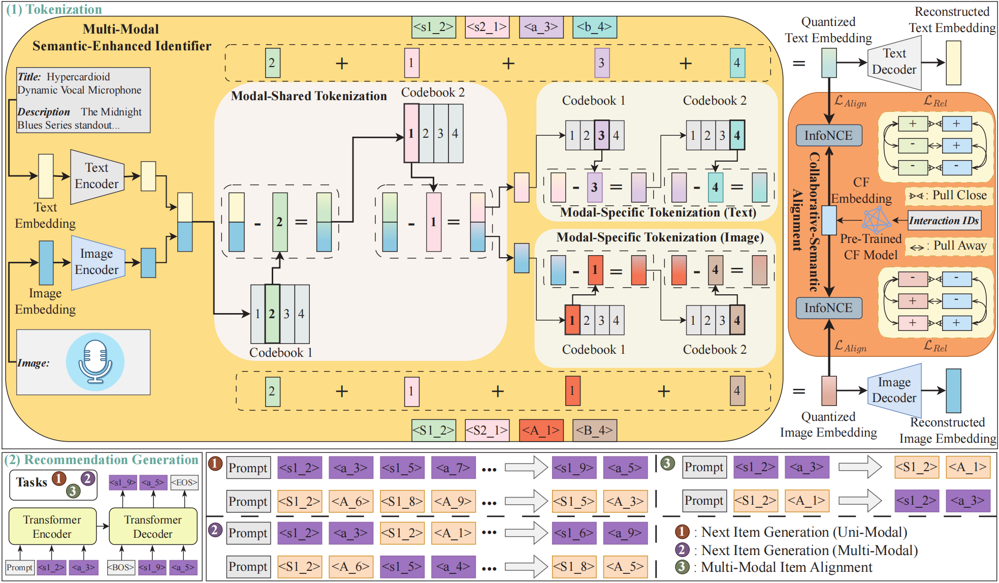 (1) Tokenization
Multi-Modal
Semantic-Enhanced Identifier
<s1_2> <s2_1> <a_3> <b_4>
2 + 1 + 3 + 4 =
Title: Hypercardioid
Dynamic Vocal Microphone
Description The Midnight
Blues Series standout...
Text
Encoder
Text
Embedding
Image
Encoder
Image
Embedding
Image:
Modal-Shared Tokenization
Codebook 2
1 2 3 4
- 2 =
- 1 =
1 2 3 4
Codebook 1
Codebook 1
1 2 3 4
Codebook 2
1 2 3 4
- 3 =
- 4 =
Modal-Specific Tokenization (Text)
Modal-Specific Tokenization (Image)
- 1 =
- 4 =
1 2 3 4
Codebook 1
1 2 3 4
Codebook 2
2 + 1 + 1 + 4 =
<S1_2> <S2_1> <A_1> <B_4>
Quantized
Text Embedding
Text
Decoder
Reconstructed
Text Embedding
L_Align
L_Rel
InfoNCE
+ +
- +
- -
Collaborative-Semantic
Alignment
CF
Embedding
: Pull Close
Interaction IDs
Pre-Trained
CF Model
: Pull Away
InfoNCE
- -
+ -
+ +
L_Align
L_Rel
Image
Decoder
Quantized
Image Embedding
Reconstructed
Image Embedding
(2) Recommendation Generation
Tasks 1 2 3
<s1_9> <a_5> <EOS>
Transformer
Encoder
Transformer
Decoder
Prompt <s1_2> <a_3> <BOS> <s1_9> <a_5>
1 Prompt <s1_2> <a_3> <s1_5> <a_7> ... <s1_9> <a_5>
Prompt <S1_2> <A_6> <S1_8> <A_9> ... <S1_5> <A_3>
2 Prompt <s1_2> <a_3> <S1_2> <A_1> ... <s1_6> <a_9>
Prompt <S1_2> <A_6> <s1_5> <a_4> ... <S1_8> <A_5>
3 Prompt <s1_2> <a_3> <S1_2> <A_1>
Prompt <S1_2> <A_1> <s1_2> <a_3>
1 : Next Item Generation (Uni-Modal)
2 : Next Item Generation (Multi-Modal)
3 : Multi-Modal Item Alignment